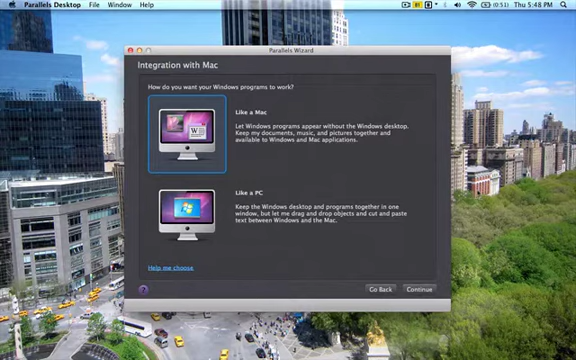 Parallels Desktop File Window Help
(0:51) Thu 5:48 PM
Parallels Wizard
Integration with Mac
How do you want your Windows programs to work?
Like a Mac
Let Windows programs appear without the Windows desktop.
Keep my documents, music, and pictures together and
available to Windows and Mac applications.
W
Like a PC
Keep the Windows desktop and programs together in one
window, but let me drag and drop objects and cut and paste
text between Windows and the Mac.
Help me choose
?
Go Back Continue